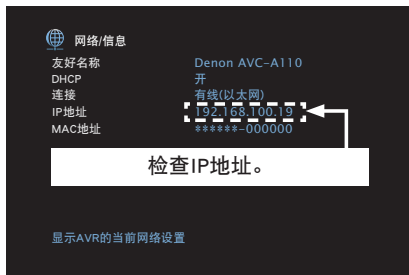 网络/信息
友好名称 Denon AVC-A110
DHCP 开
连接 有线(以太网)
IP地址 192.168.100.19
MAC地址 ******-000000
检查IP地址。
显示AVR的当前网络设置